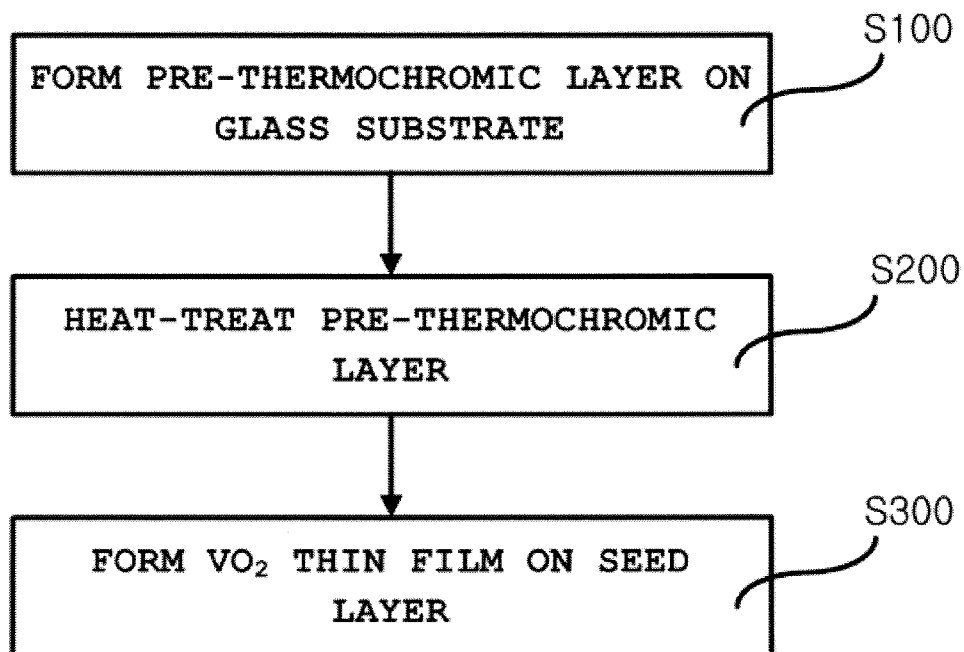 S100
FORM PRE-THERMOCHROMIC LAYER ON
GLASS SUBSTRATE
S200
HEAT-TREAT PRE-THERMOCHROMIC
LAYER
S300
FORM VO₂ THIN FILM ON SEED
LAYER